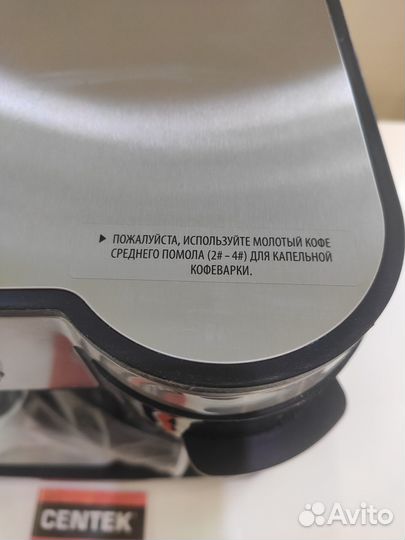 ► ПОЖАЛУЙСТА, ИСПОЛЬЗУЙТЕ МОЛОТЫЙ КОФЕ
СРЕДНЕГО ПОМОЛА (2# – 4#) ДЛЯ КАПЕЛЬНОЙ
КОФЕВАРКИ.
CENTEK
Avito